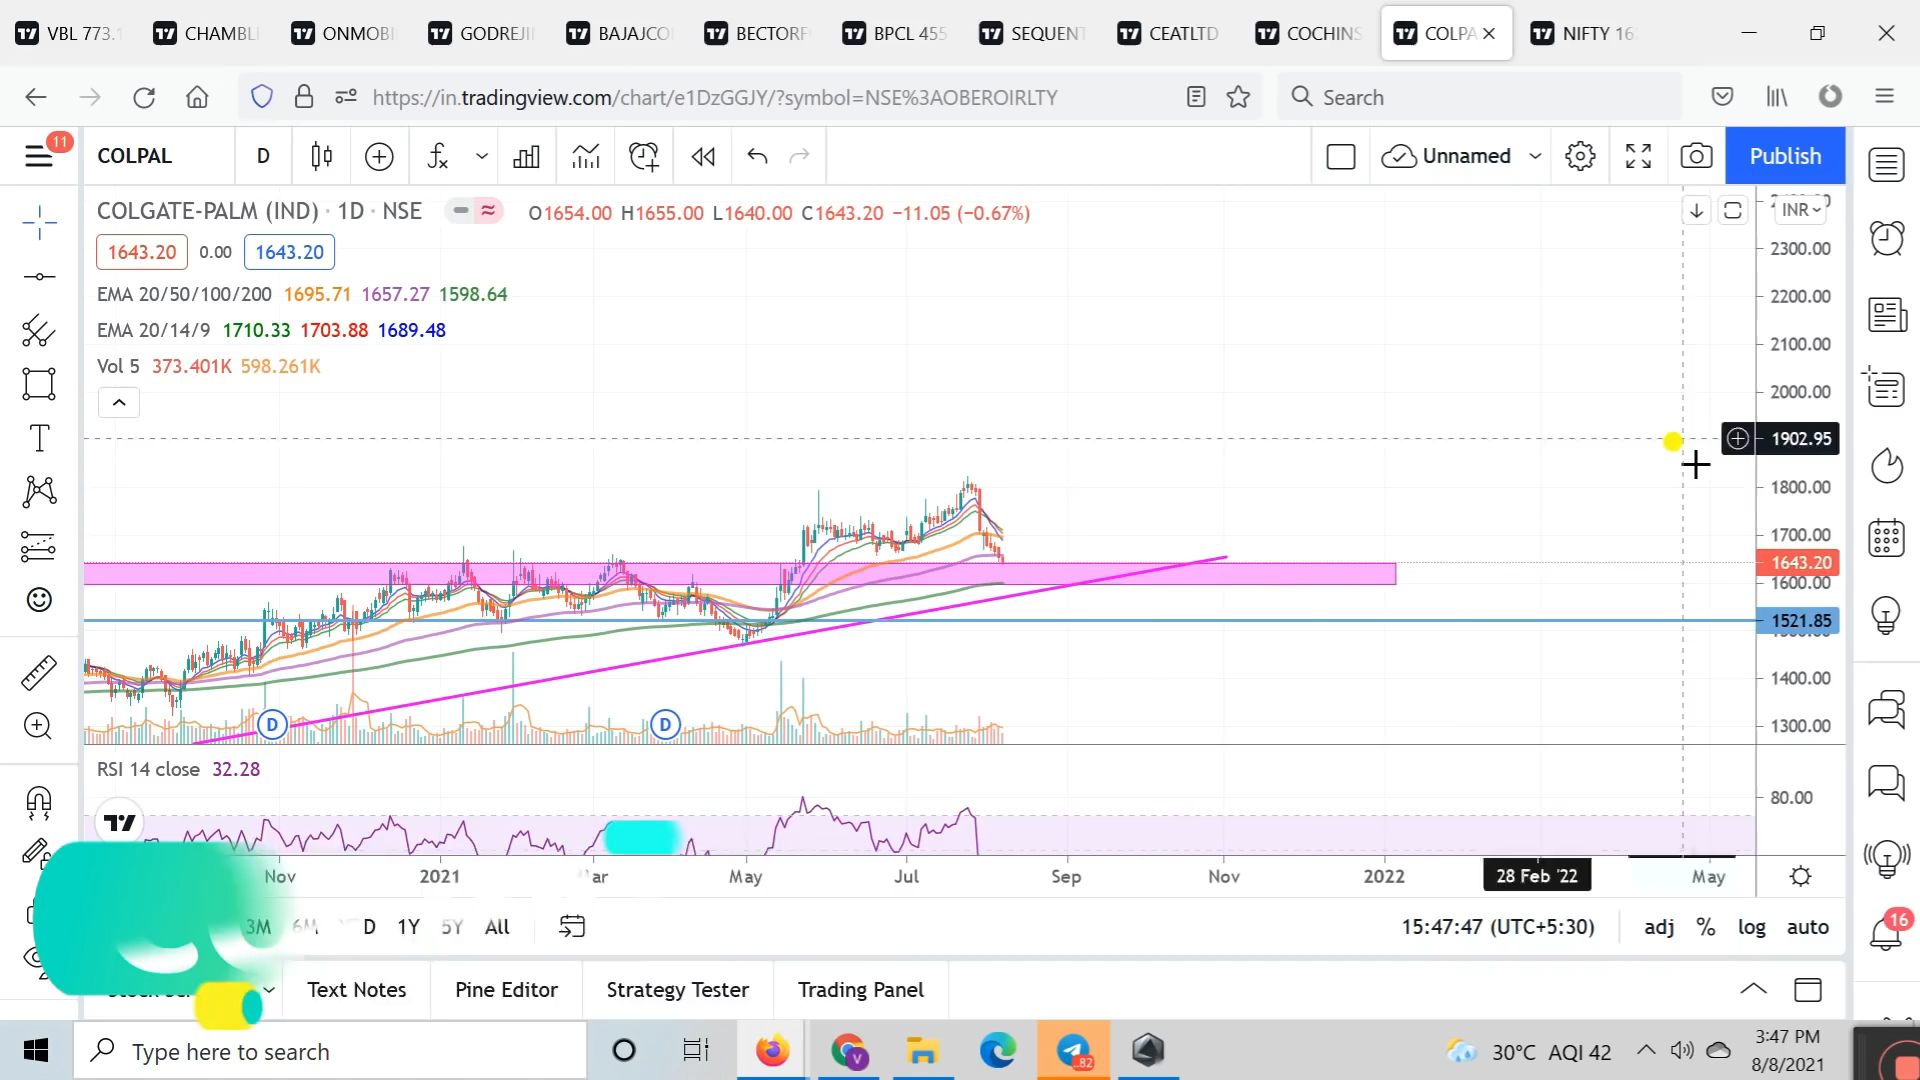 VBL 773.
CHAMBL
ONMOBI
GODREJI
BAJAJCO
BECTORF
BPCL 455
SEQUENT
CEATLTD
COCHINS
COLPA
NIFTY 16
https://in.tradingview.com/chart/e1DzGGJY/?symbol=NSE%3AOBEROIRLTY
Search
11
COLPAL
D
Unnamed
Publish
COLGATE-PALM (IND) · 1D · NSE
O1654.00 H1655.00 L1640.00 C1643.20 −11.05 (−0.67%)
INR
1643.20 0.00 1643.20
2300.00
EMA 20/50/100/200 1695.71 1657.27 1598.64
2200.00
EMA 20/14/9 1710.33 1703.88 1689.48
2100.00
Vol 5 373.401K 598.261K
2000.00
1902.95
1800.00
1700.00
1643.20
1600.00
1521.85
1400.00
D
D
1300.00
RSI 14 close 32.28
80.00
Nov
2021
May
Jul
Sep
Nov
2022
28 Feb '22
May
3M
D
1Y
5Y
All
15:47:47 (UTC+5:30)
adj
%
log
auto
16
Text Notes
Pine Editor
Strategy Tester
Trading Panel
Type here to search
V
82
30°C AQI 42
3:47 PM
8/8/2021